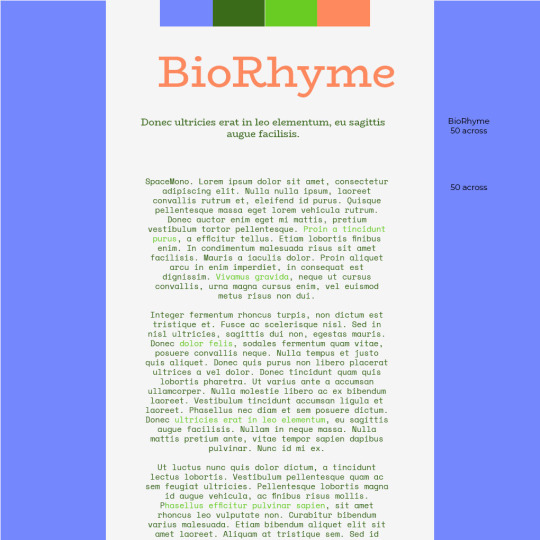 BioRhyme
Donec ultricies erat in leo elementum, eu sagittis
augue facilisis.
BioRhyme
50 across
50 across
SpaceMono. Lorem ipsum dolor sit amet, consectetur
adipiscing elit. Nulla nulla ipsum, laoreet
convallis rutrum et, eleifend id purus. Quisque
pellentesque massa eget lorem vehicula rutrum.
Donec auctor enim eget mi mattis, pretium
vestibulum tortor pellentesque. Proin a tincidunt
purus, a efficitur tellus. Etiam lobortis finibus
enim. In condimentum malesuada risus sit amet
facilisis. Mauris a iaculis dolor. Proin aliquet
arcu in enim imperdiet, in consequat est
dignissim. Vivamus gravida, neque ut cursus
convallis, urna magna cursus enim, vel euismod
metus risus non dui.
Integer fermentum rhoncus turpis, non dictum est
tristique et. Fusce ac scelerisque nisl. Sed in
nisl ultricies, sagittis dui non, egestas mauris.
Donec dolor felis, sodales fermentum quam vitae,
posuere convallis neque. Nulla tempus et justo
quis aliquet. Donec quis purus non libero placerat
ultrices a vel dolor. Donec tincidunt quam quis
lobortis pharetra. Ut varius ante a accumsan
ullamcorper. Nulla molestie libero ac ex bibendum
laoreet. Vestibulum tincidunt accumsan ligula et
laoreet. Phasellus nec diam et sem posuere dictum.
Donec ultricies erat in leo elementum, eu sagittis
augue facilisis. Nullam in neque massa. Nulla
mattis pretium ante, vitae tempor sapien dapibus
pulvinar. Nunc id mi ex.
Ut luctus nunc quis dolor dictum, a tincidunt
lectus lobortis. Vestibulum pellentesque quam ac
sem feugiat ultricies. Pellentesque lobortis magna
id augue vehicula, ac finibus risus mollis.
Phasellus efficitur pulvinar sapien, sit amet
rhoncus leo vulputate non. Curabitur bibendum
varius malesuada. Etiam bibendum aliquet elit sit
amet laoreet. Aliquam at tristique sem. Sed id